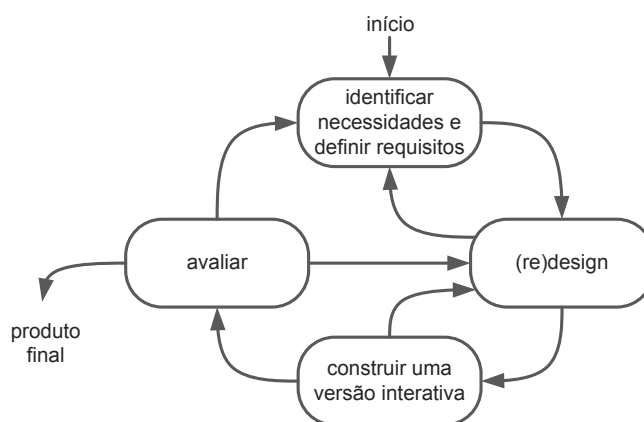 início
identificar
necessidades e
definir requisitos
avaliar
(re)design
produto
final
construir uma
versão interativa